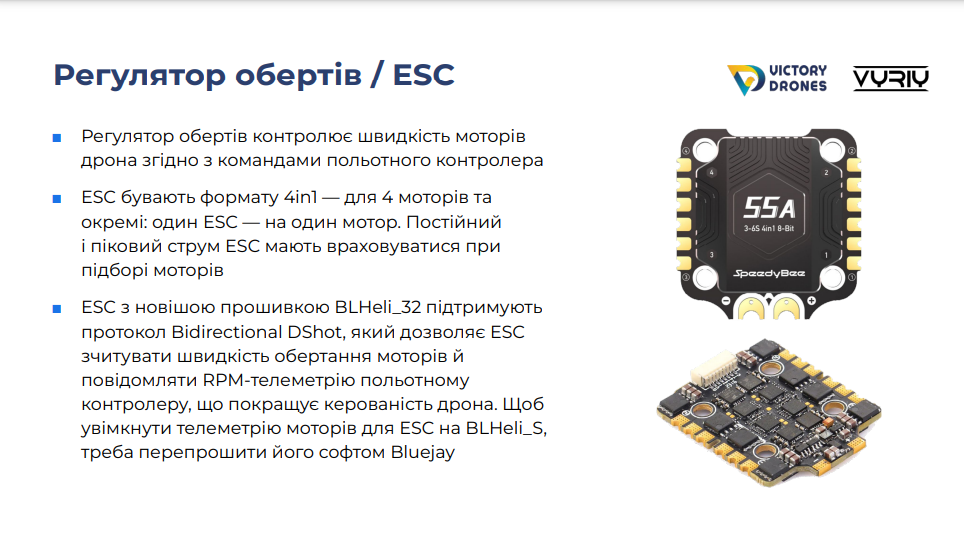 Регулятор обертів / ESC
VICTORY
DRONES
VYRIY
Регулятор обертів контролює швидкість моторів
дрона згідно з командами польотного контролера
ESC бувають формату 4in1 — для 4 моторів та
окремі: один ESC — на один мотор. Постійний
і піковий струм ESC мають враховуватися при
підборі моторів
ESC з новішою прошивкою BLHeli_32 підтримують
протокол Bidirectional DShot, який дозволяє ESC
зчитувати швидкість обертання моторів й
повідомляти RPM-телеметрію польотному
контролеру, що покращує керованість дрона. Щоб
увімкнути телеметрію моторів для ESC на BLHeli_S,
треба перепрошити його софтом Bluejay
4
2
55A
3-6S 4in1 8-Bit
3
1
SpeedyBee